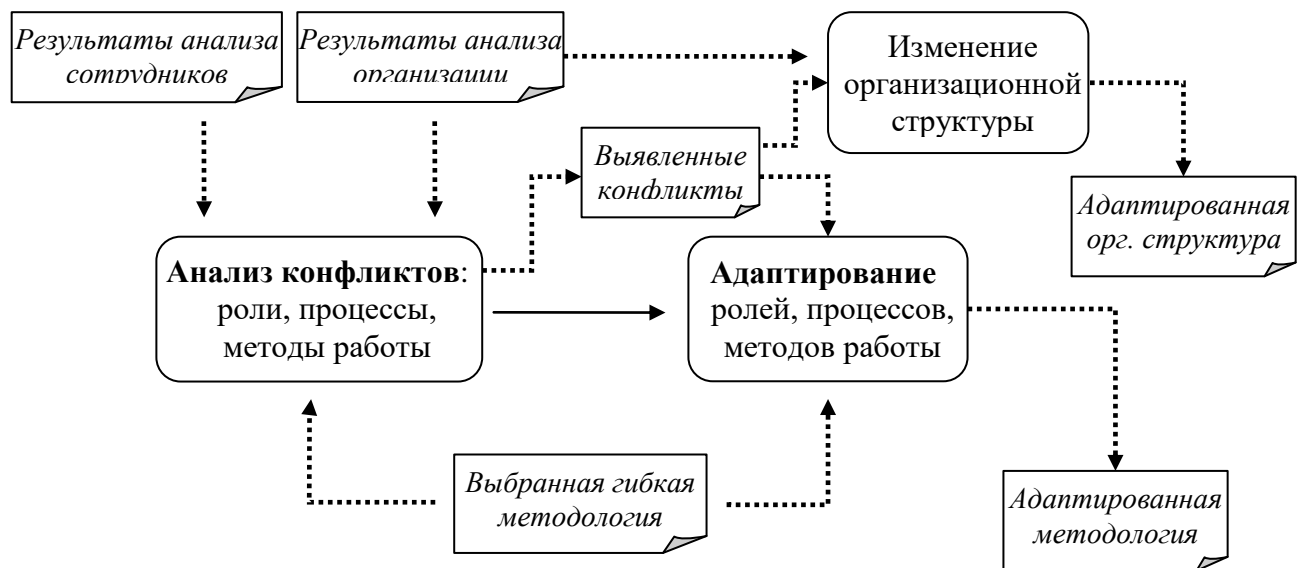 Результаты анализа
сотрудников
Результаты анализа
организации
Изменение
организационной
структуры
Выявленные
конфликты
Адаптированная
орг. структура
Анализ конфликтов:
роли, процессы,
методы работы
Адаптирование
ролей, процессов,
методов работы
Выбранная гибкая
методология
Адаптированная
методология